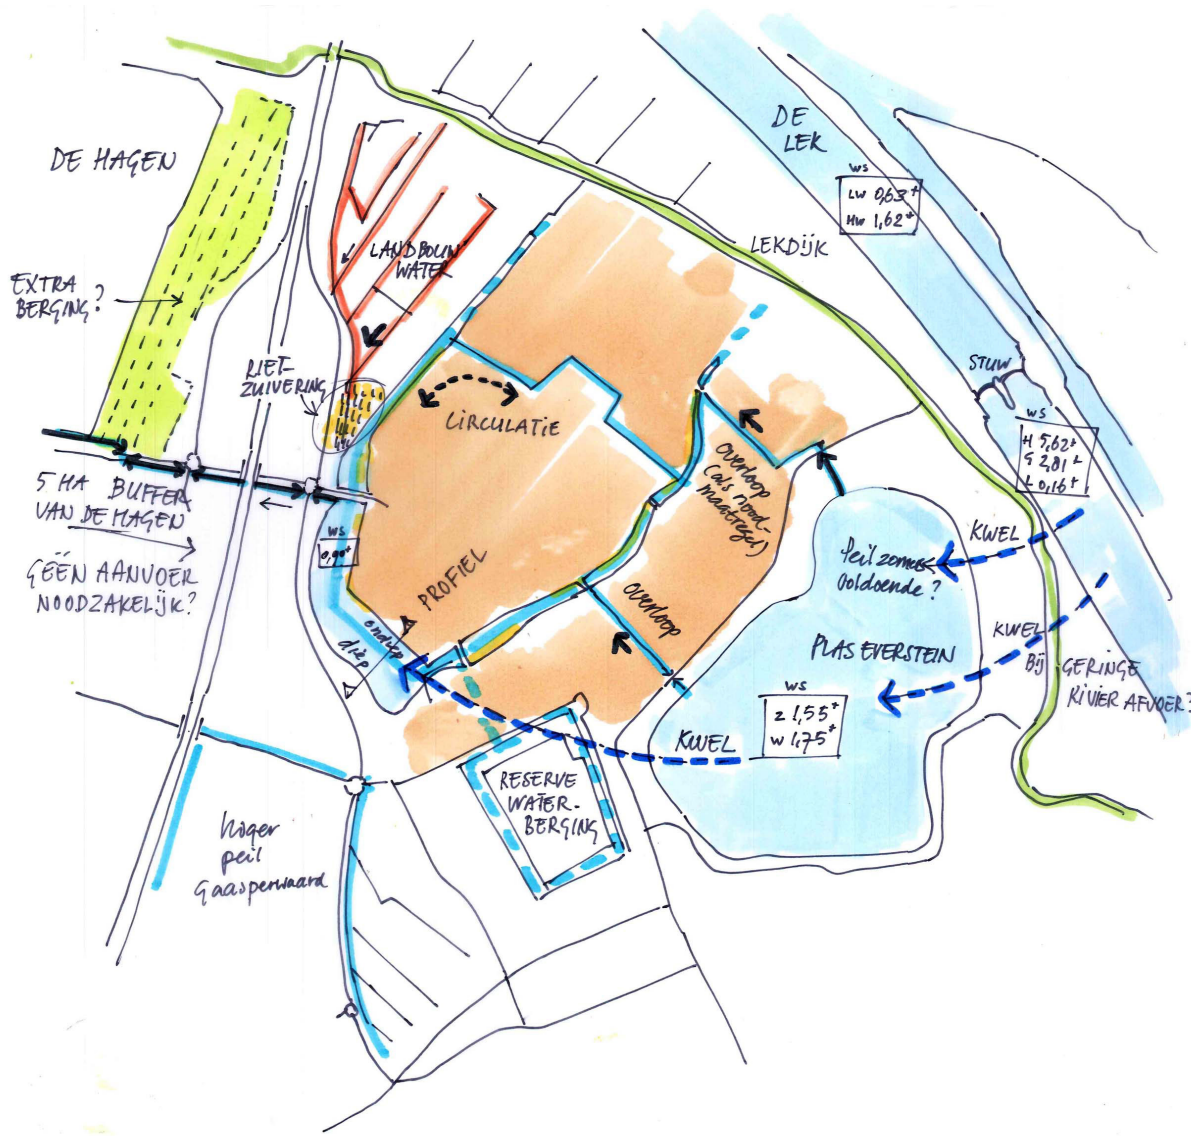 DE HAGEN
DE
LEK
WS
LW 0,63+
HW 1,62+
LEKDIJK
LANDBOUW
WATER
EXTRA
BERGING?
RIET-
ZUIVERING
STUW
WS
H 5,62+
G 2,81+
L 0,16+
CIRCULATIE
OVERLOOP
(als nood-
maatregel)
5 HA BUFFER
VAN DE HAGEN
GÉÉN AANVOER
NOODZAKELIJK?
WS
0,90+
KWEL
Peil zomers
voldoende?
PROFIEL
ondiep
diep
OVERLOOP
KWEL
PLAS EVERSTEIN
BIJ GERINGE
RIVIER AFVOER?
WS
Z 1,55+
W 1,75+
KWEL
RESERVE
WATER-
BERGING
hoger
peil
Gaasperwaard